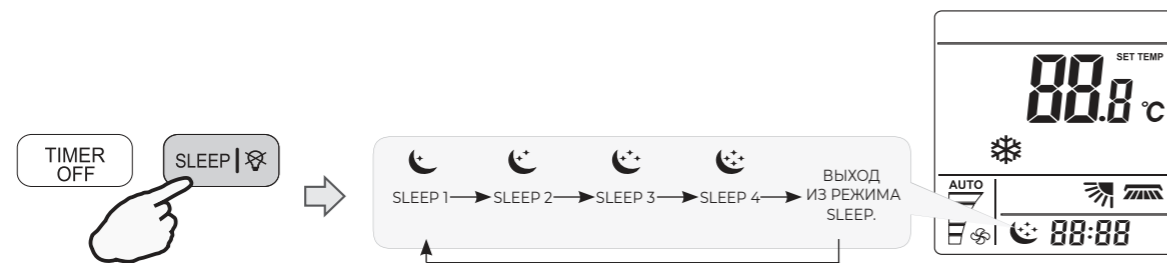 TIMER
OFF
SLEEP
SLEEP 1
SLEEP 2
SLEEP 3
SLEEP 4
ВЫХОД
ИЗ РЕЖИМА
SLEEP.
88.8 °C
SET TEMP
AUTO
88:88